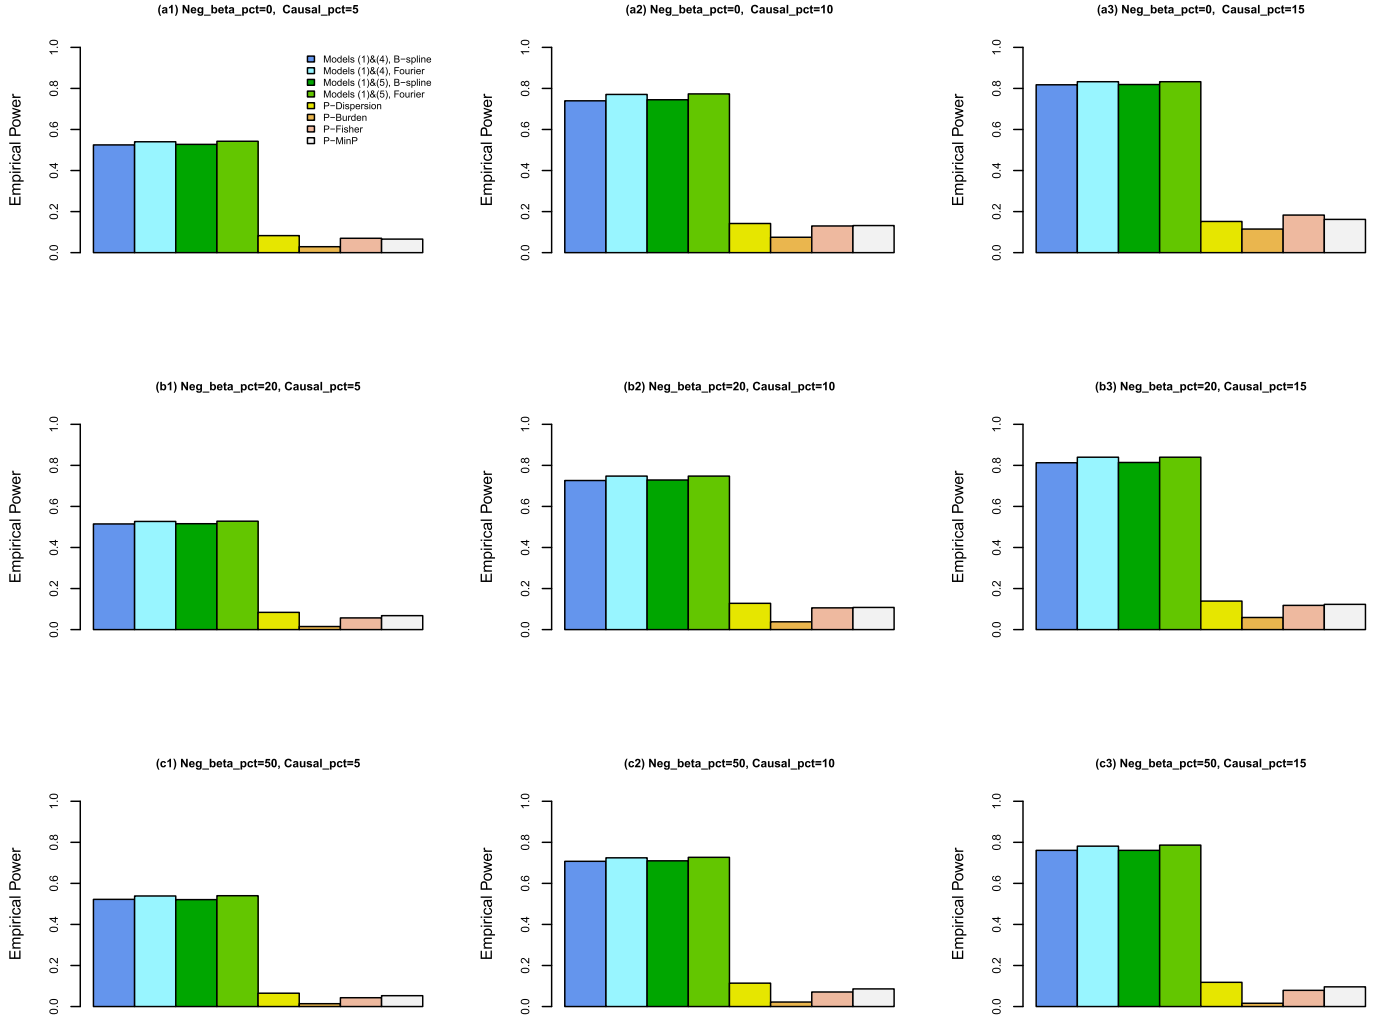 (a1) Neg_beta_pct=0,  Causal_pct=5
Empirical Power
0.0 0.2 0.4 0.6 0.8 1.0
Models (1)&(4), B−spline
Models (1)&(4), Fourier
Models (1)&(5), B−spline
Models (1)&(5), Fourier
P−Dispersion
P−Burden
P−Fisher
P−MinP
(a2) Neg_beta_pct=0,  Causal_pct=10
Empirical Power
0.0 0.2 0.4 0.6 0.8 1.0
(a3) Neg_beta_pct=0,  Causal_pct=15
Empirical Power
0.0 0.2 0.4 0.6 0.8 1.0
(b1) Neg_beta_pct=20, Causal_pct=5
Empirical Power
0.0 0.2 0.4 0.6 0.8 1.0
(b2) Neg_beta_pct=20, Causal_pct=10
Empirical Power
0.0 0.2 0.4 0.6 0.8 1.0
(b3) Neg_beta_pct=20, Causal_pct=15
Empirical Power
0.0 0.2 0.4 0.6 0.8 1.0
(c1) Neg_beta_pct=50, Causal_pct=5
Empirical Power
0.0 0.2 0.4 0.6 0.8 1.0
(c2) Neg_beta_pct=50, Causal_pct=10
Empirical Power
0.0 0.2 0.4 0.6 0.8 1.0
(c3) Neg_beta_pct=50, Causal_pct=15
Empirical Power
0.0 0.2 0.4 0.6 0.8 1.0